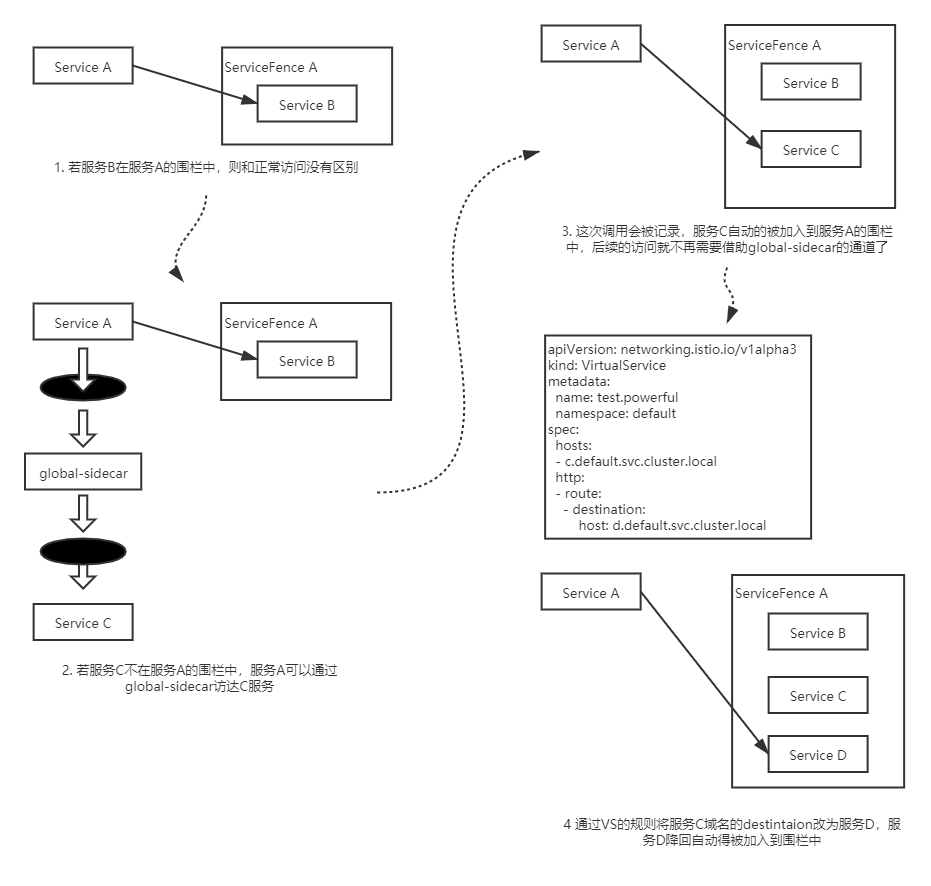 Service A
ServiceFence A
Service B
1. 若服务B在服务A的围栏中，则和正常访问没有区别
Service A
ServiceFence A
Service B
global-sidecar
Service C
2. 若服务C不在服务A的围栏中，服务A可以通过
global-sidecar访达C服务
Service A
ServiceFence A
Service B
Service C
3. 这次调用会被记录，服务C自动的被加入到服务A的围栏
中，后续的访问就不再需要借助global-sidecar的通道了
apiVersion: networking.istio.io/v1alpha3
kind: VirtualService
metadata:
  name: test.powerful
  namespace: default
spec:
  hosts:
  - c.default.svc.cluster.local
  http:
  - route:
    - destination:
        host: d.default.svc.cluster.local
Service A
ServiceFence A
Service B
Service C
Service D
4 通过VS的规则将服务C域名的destintaion改为服务D，服
务D降回自动得被加入到围栏中